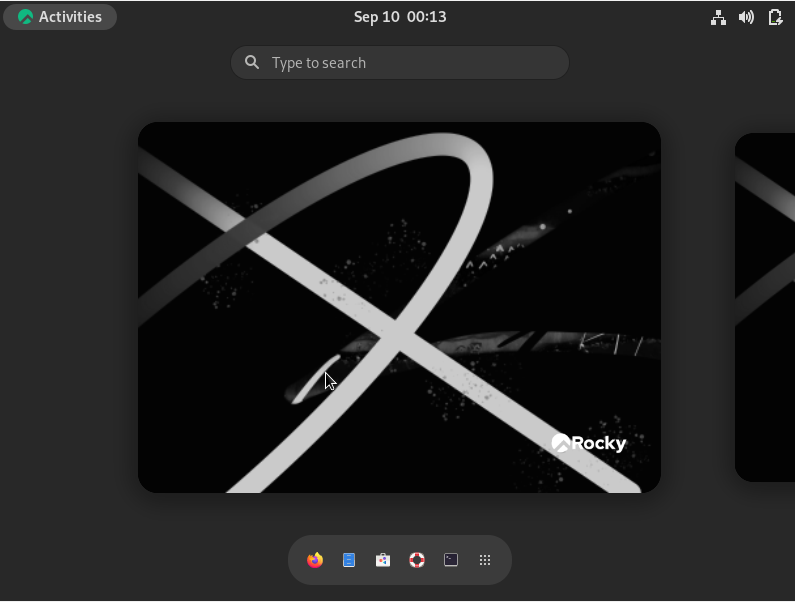 Activities
Sep 10 00:13
Type to search
Rocky